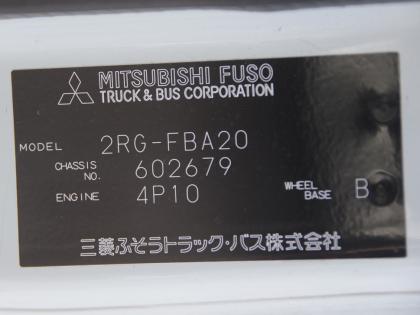 MITSUBISHI FUSO
TRUCK & BUS CORPORATION
MODEL 2RG-FBA20
CHASSIS NO. 602679
ENGINE 4P10 WHEEL BASE B
三菱ふそうトラック・バス株式会社